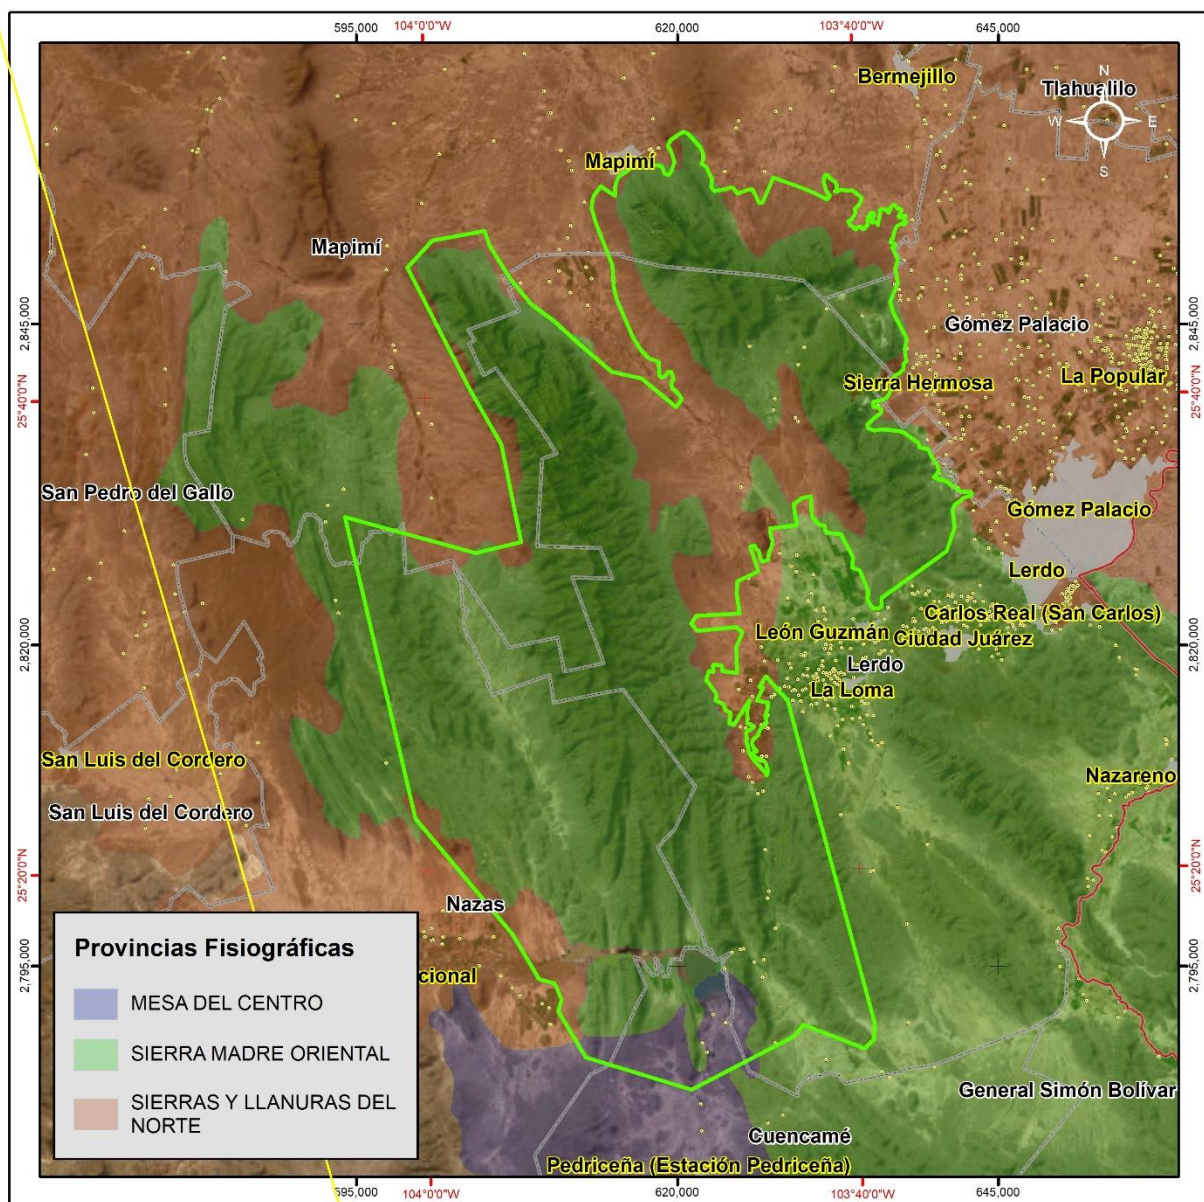 595,000
104°0'0"W
620,000
103°40'0"W
645,000
Bermejillo
Tlahualilo
N
W
E
S
Mapimí
Mapimí
2,845,000
Gómez Palacio
2,845,000
La Popular
Sierra Hermosa
25°40'0"N
25°40'0"N
San Pedro del Gallo
Gómez Palacio
Lerdo
Carlos Real (San Carlos)
León Guzmán
Ciudad Juárez
2,820,000
2,820,000
Lerdo
La Loma
San Luis del Cordero
Nazareno
San Luis del Cordero
25°20'0"N
25°20'0"N
Nazas
Provincias Fisiográficas
2,795,000
2,795,000
cional
MESA DEL CENTRO
SIERRA MADRE ORIENTAL
SIERRAS Y LLANURAS DEL
NORTE
General Simón Bolívar
Cuencamé
Pedriceña (Estación Pedriceña)
595,000
104°0'0"W
620,000
103°40'0"W
645,000